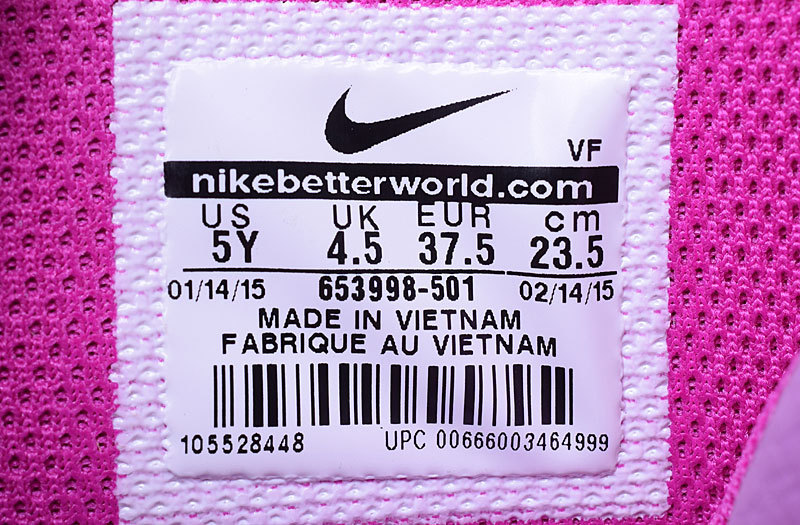 VF
nikebetterworld.com
US UK EUR cm
5Y 4.5 37.5 23.5
01/14/15 653998-501 02/14/15
MADE IN VIETNAM
FABRIQUE AU VIETNAM
105528448 UPC 00666003464999